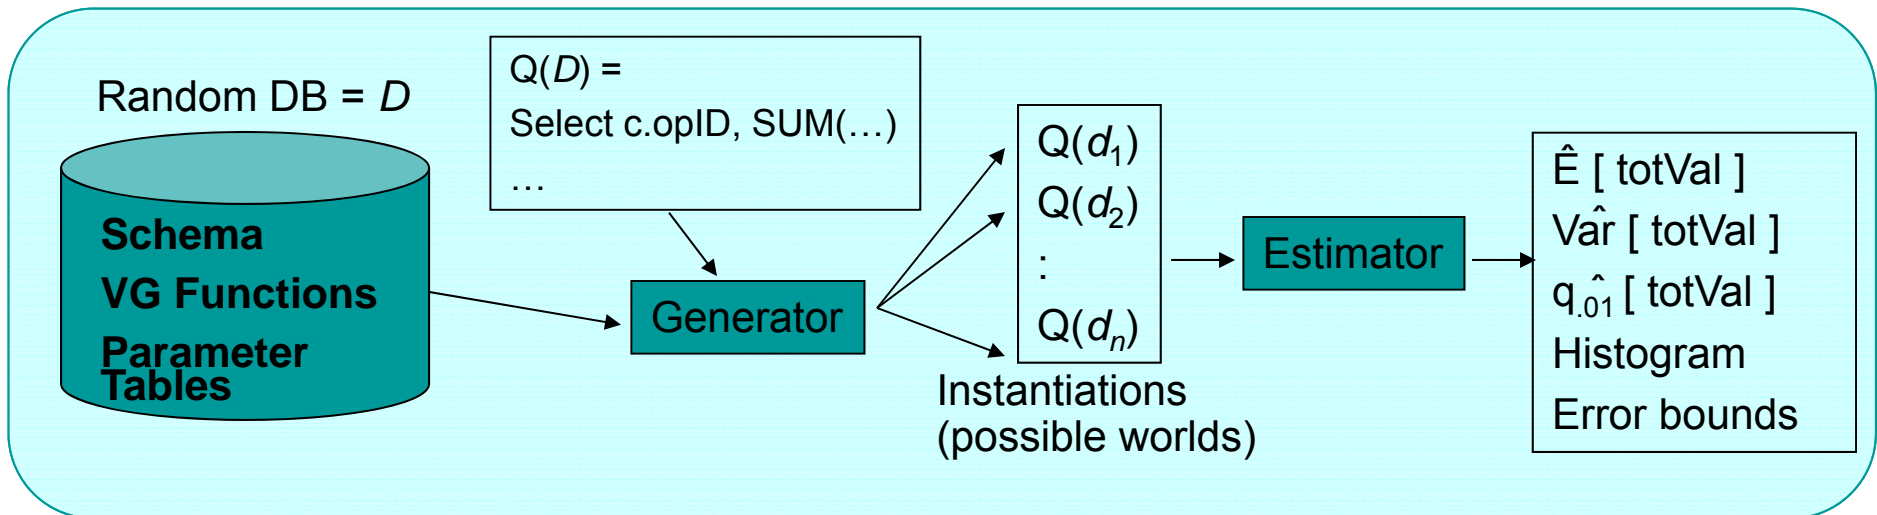 Random DB = D
Schema
VG Functions
Parameter
Tables
Q(D) =
Select c.opID, SUM(…)
…
Generator
Q(d₁)
Q(d₂)
:
Q(dₙ)
Instantiations
(possible worlds)
Estimator
Ê [ totVal ]
Var̂ [ totVal ]
q̂.₀₁ [ totVal ]
Histogram
Error bounds